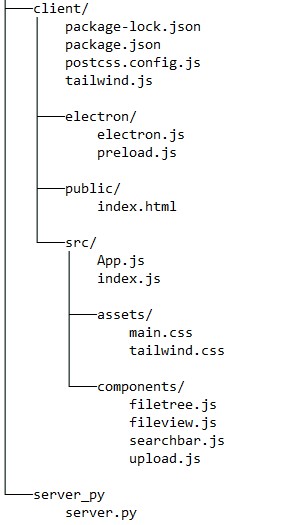 client/
package-lock.json
package.json
postcss.config.js
tailwind.js
electron/
electron.js
preload.js
public/
index.html
src/
App.js
index.js
assets/
main.css
tailwind.css
components/
filetree.js
fileview.js
searchbar.js
upload.js
server_py
server.py